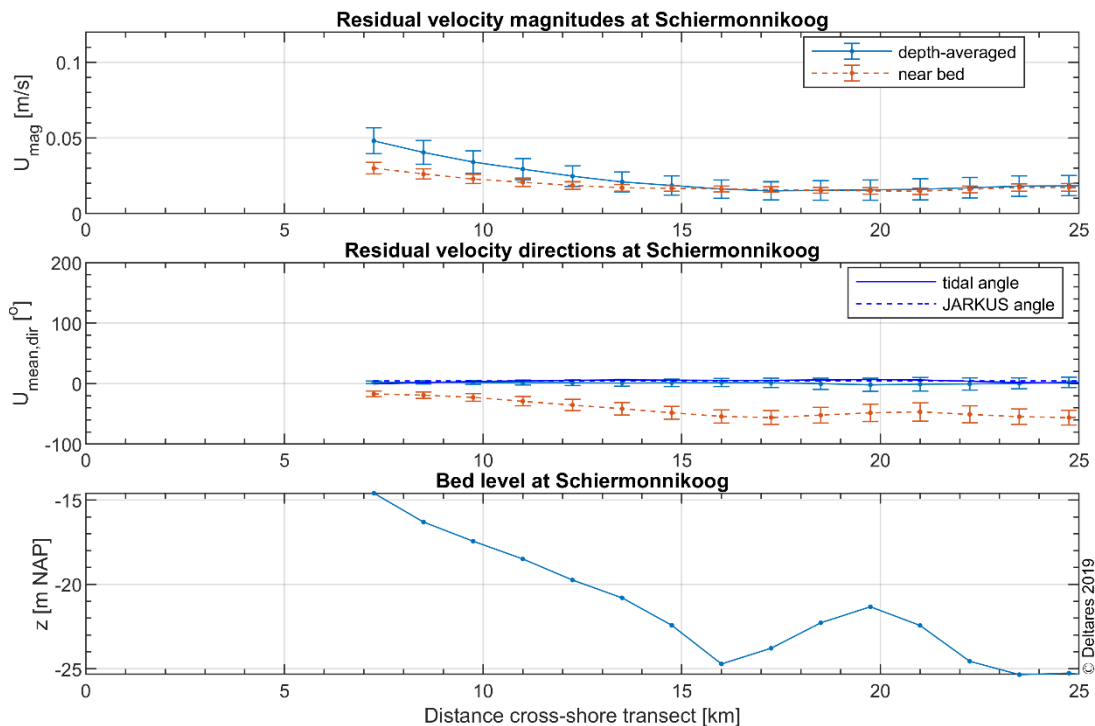 Residual velocity magnitudes at Schiermonnikoog
U_mag [m/s]
0.1
0.05
0
depth-averaged
near bed
0 5 10 15 20 25
Residual velocity directions at Schiermonnikoog
U_mean,dir [°]
200
100
0
-100
tidal angle
JARKUS angle
0 5 10 15 20 25
Bed level at Schiermonnikoog
z [m NAP]
-15
-20
-25
0 5 10 15 20 25
Distance cross-shore transect [km]
© Deltares 2019